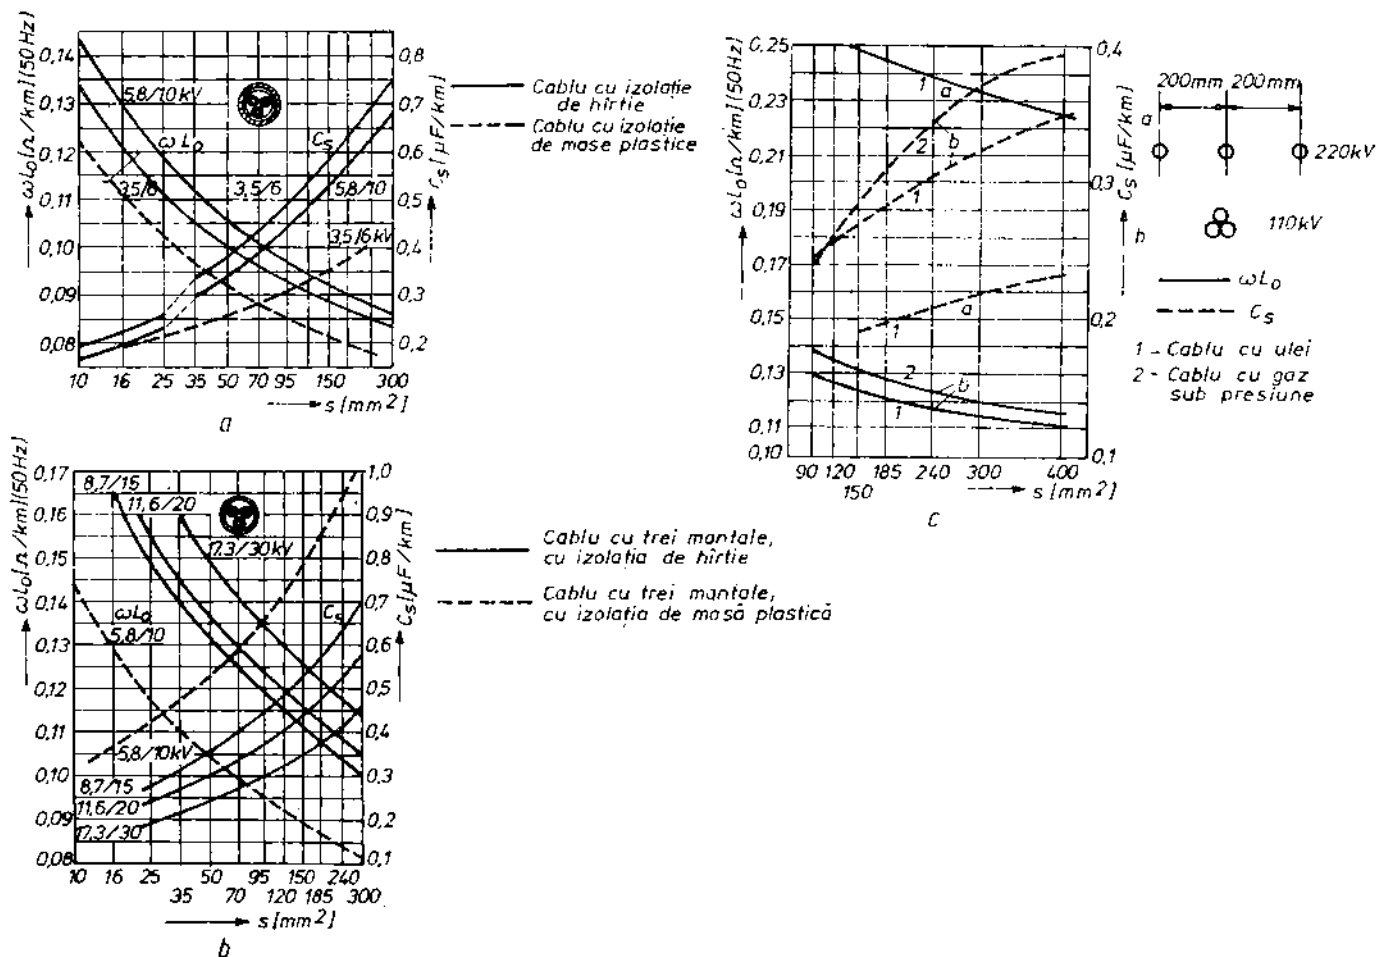 ωL₀[Ω/km](50Hz)
0,14
0,13
0,12
0,11
0,10
0,09
0,08
5,8/10kV
ωL₀
3,5/6
3,5/6
Cₛ
5,8/10
3,5/6kV
0,8
0,7
0,6
0,5
0,4
0,3
0,2
Cₛ[μF/km]
10 16 25 35 50 70 95 150 300
s[mm²]
a
Cablu cu izolație
de hîrtie
Cablu cu izolație
de mase plastice
ωL₀[Ω/km](50Hz)
0,25
0,23
0,21
0,19
0,17
0,15
0,13
0,11
0,10
1
a
2
b
1
1
a
2
b
1
0,4
0,3
0,2
0,1
Cₛ[μF/km]
90 120 185 240 300 400
150
s[mm²]
c
200mm 200mm
a
220kV
b
110kV
ωL₀
Cₛ
1 - Cablu cu ulei
2 - Cablu cu gaz
sub presiune
ωL₀[Ω/km](50Hz)
0,17
0,16
0,15
0,14
0,13
0,12
0,11
0,10
0,09
0,08
8,7/15
11,6/20
17,3/30kV
ωL₀
5,8/10
Cₛ
5,8/10kV
8,7/15
11,6/20
17,3/30
1,0
0,9
0,8
0,7
0,6
0,5
0,4
0,3
0,2
0,1
Cₛ[μF/km]
10 16 25 50 95 150 240
35 70 120 185 300
s[mm²]
b
Cablu cu trei mantale,
cu izolația de hîrtie
Cablu cu trei mantale,
cu izolația de masă plastică